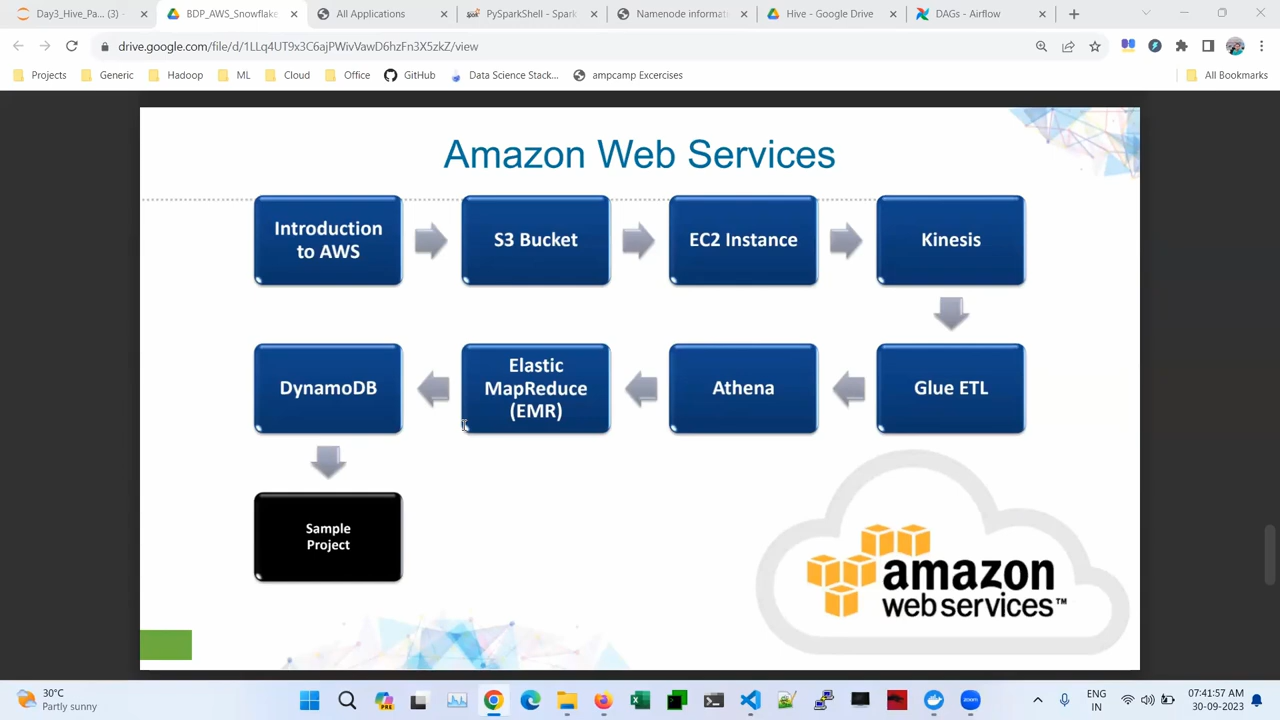 Day3_Hive_Pa... (3)
BDP_AWS_Snowflake
All Applications
PySparkShell - Spark
Namenode informati
Hive - Google Drive
DAGs - Airflow
drive.google.com/file/d/1LLq4UT9x3C6ajPWivVawD6hzFn3X5zkZ/view
Projects
Generic
Hadoop
ML
Cloud
Office
GitHub
Data Science Stack...
ampcamp Excercises
All Bookmarks
Amazon Web Services
Introduction
to AWS
S3 Bucket
EC2 Instance
Kinesis
DynamoDB
Elastic
MapReduce
(EMR)
Athena
Glue ETL
Sample
Project
amazon
web services™
30°C
Partly sunny
PRE
zoom
ENG
IN
07:41:57 AM
30-09-2023